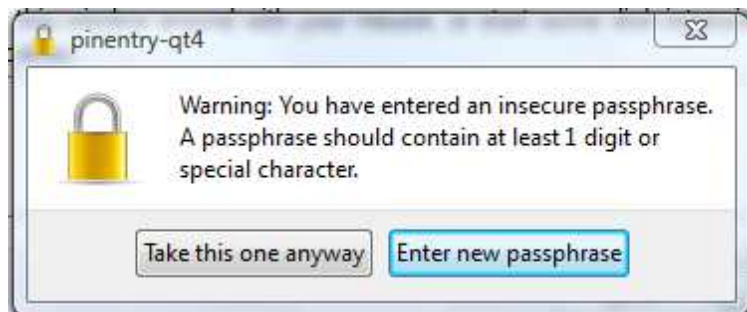 pinentry-qt4
Warning: You have entered an insecure passphrase.
A passphrase should contain at least 1 digit or
special character.
Take this one anyway Enter new passphrase